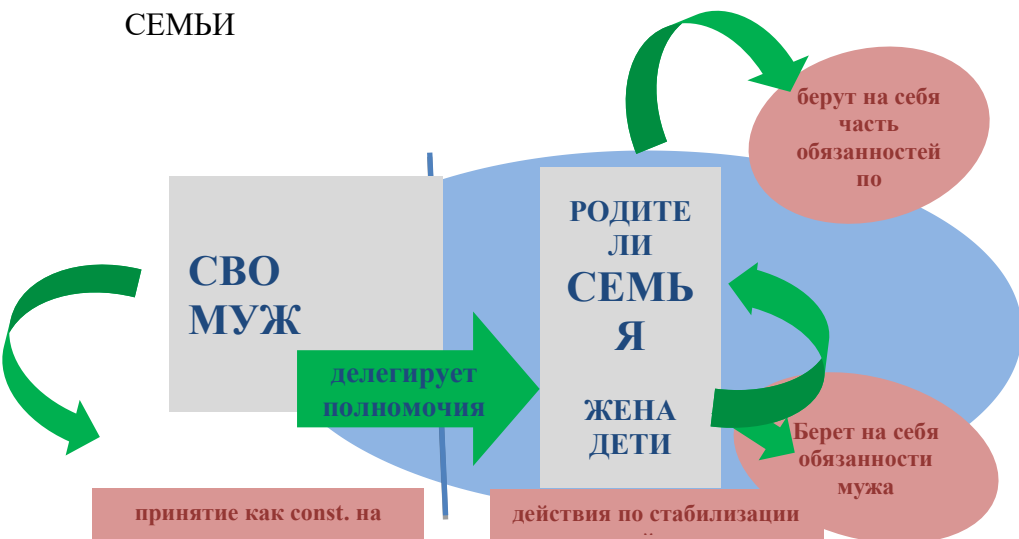 СЕМЬИ
берут на себя
часть
обязанностей
по
РОДИТЕ
ЛИ
СЕМЬ
Я
ЖЕНА
ДЕТИ
СВО
МУЖ
делегирует
полномочия
Берет на себя
обязанности
мужа
принятие как const. на
действия по стабилизации